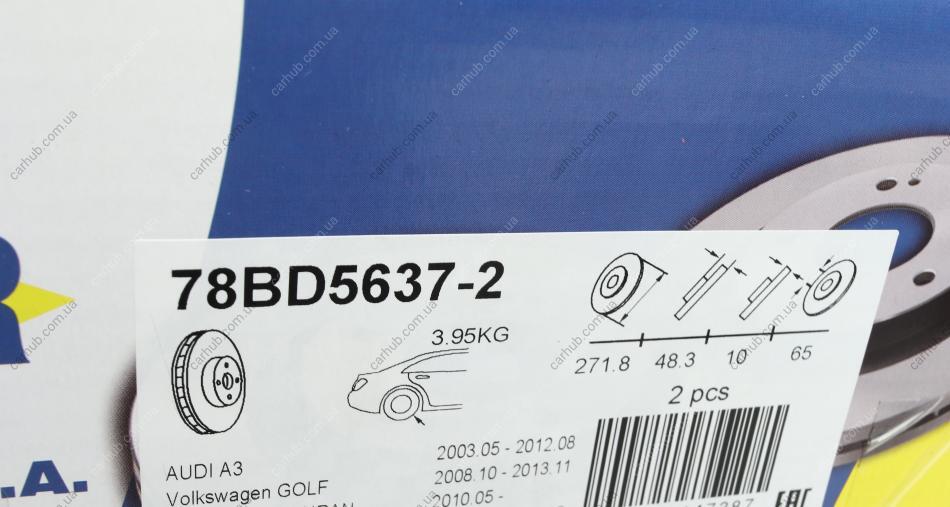 78BD5637-2
3.95KG
271.8 48.3 10 65
2 pcs
AUDI A3 2003.05 - 2012.08
Volkswagen GOLF 2008.10 - 2013.11
2010.05 -
.A.
R
EAC
carhub.com.ua